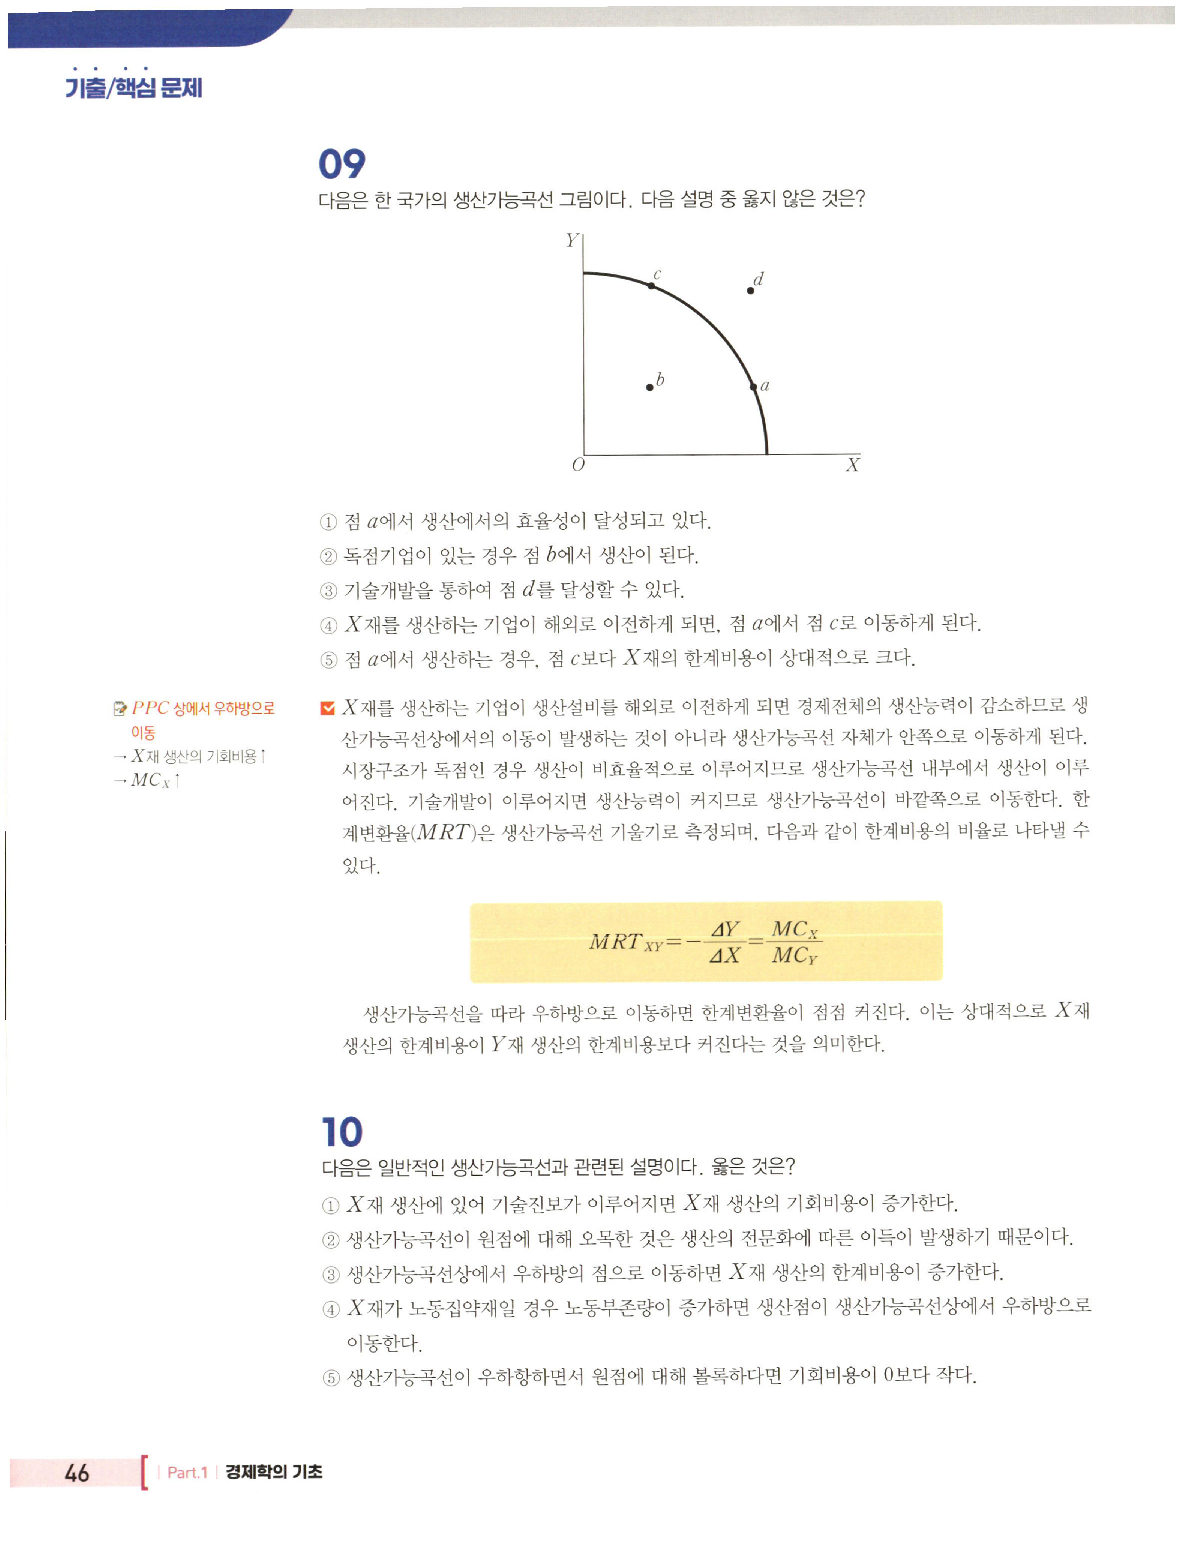 기출/핵심 문제
09
다음은 한 국가의 생산가능곡선 그림이다. 다음 설명 중 옳지 않은 것은?
Y
c
d
b
a
O
X
① 점 a에서 생산에서의 효율성이 달성되고 있다.
② 독점기업이 있는 경우 점 b에서 생산이 된다.
③ 기술개발을 통하여 점 d를 달성할 수 있다.
④ X재를 생산하는 기업이 해외로 이전하게 되면, 점 a에서 점 c로 이동하게 된다.
⑤ 점 a에서 생산하는 경우, 점 c보다 X재의 한계비용이 상대적으로 크다.
PPC 상에서 우하방으로
이동
→ X재 생산의 기회비용↑
→ MCX↑
X재를 생산하는 기업이 생산설비를 해외로 이전하게 되면 경제전체의 생산능력이 감소하므로 생
산가능곡선상에서의 이동이 발생하는 것이 아니라 생산가능곡선 자체가 안쪽으로 이동하게 된다.
시장구조가 독점인 경우 생산이 비효율적으로 이루어지므로 생산가능곡선 내부에서 생산이 이루
어진다. 기술개발이 이루어지면 생산능력이 커지므로 생산가능곡선이 바깥쪽으로 이동한다. 한
계변환율(MRT)은 생산가능곡선 기울기로 측정되며, 다음과 같이 한계비용의 비율로 나타낼 수
있다.
MRTXY=-ΔY/ΔX=MCX/MCY
생산가능곡선을 따라 우하방으로 이동하면 한계변환율이 점점 커진다. 이는 상대적으로 X재
생산의 한계비용이 Y재 생산의 한계비용보다 커진다는 것을 의미한다.
10
다음은 일반적인 생산가능곡선과 관련된 설명이다. 옳은 것은?
① X재 생산에 있어 기술진보가 이루어지면 X재 생산의 기회비용이 증가한다.
② 생산가능곡선이 원점에 대해 오목한 것은 생산의 전문화에 따른 이득이 발생하기 때문이다.
③ 생산가능곡선상에서 우하방의 점으로 이동하면 X재 생산의 한계비용이 증가한다.
④ X재가 노동집약재일 경우 노동부존량이 증가하면 생산점이 생산가능곡선상에서 우하방으로
이동한다.
⑤ 생산가능곡선이 우하향하면서 원점에 대해 볼록하다면 기회비용이 0보다 작다.
46
Part.1 경제학의 기초